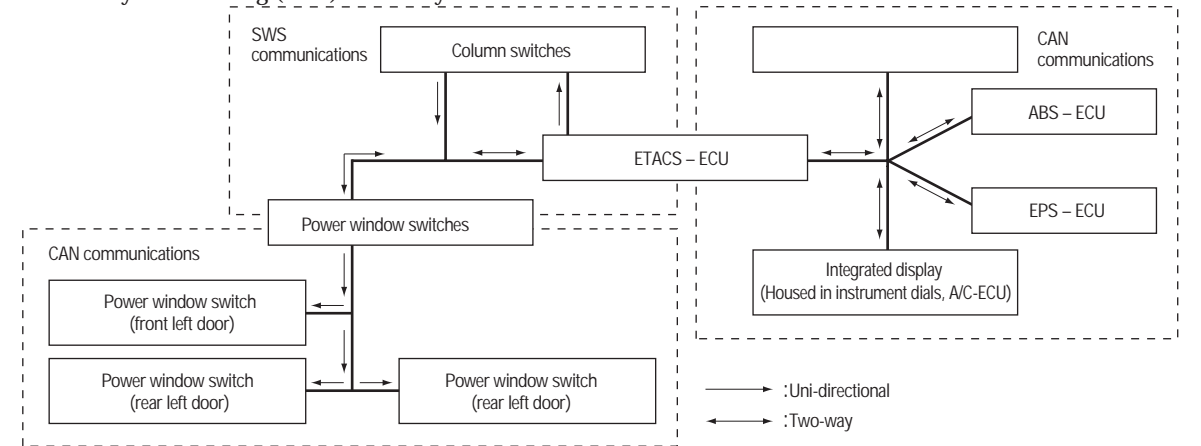 SWS
communications
Column switches
CAN
communications
ABS – ECU
ETACS – ECU
EPS – ECU
Power window switches
CAN communications
Integrated display
(Housed in instrument dials, A/C-ECU)
Power window switch
(front left door)
Power window switch
(rear left door)
Power window switch
(rear left door)
:Uni-directional
:Two-way